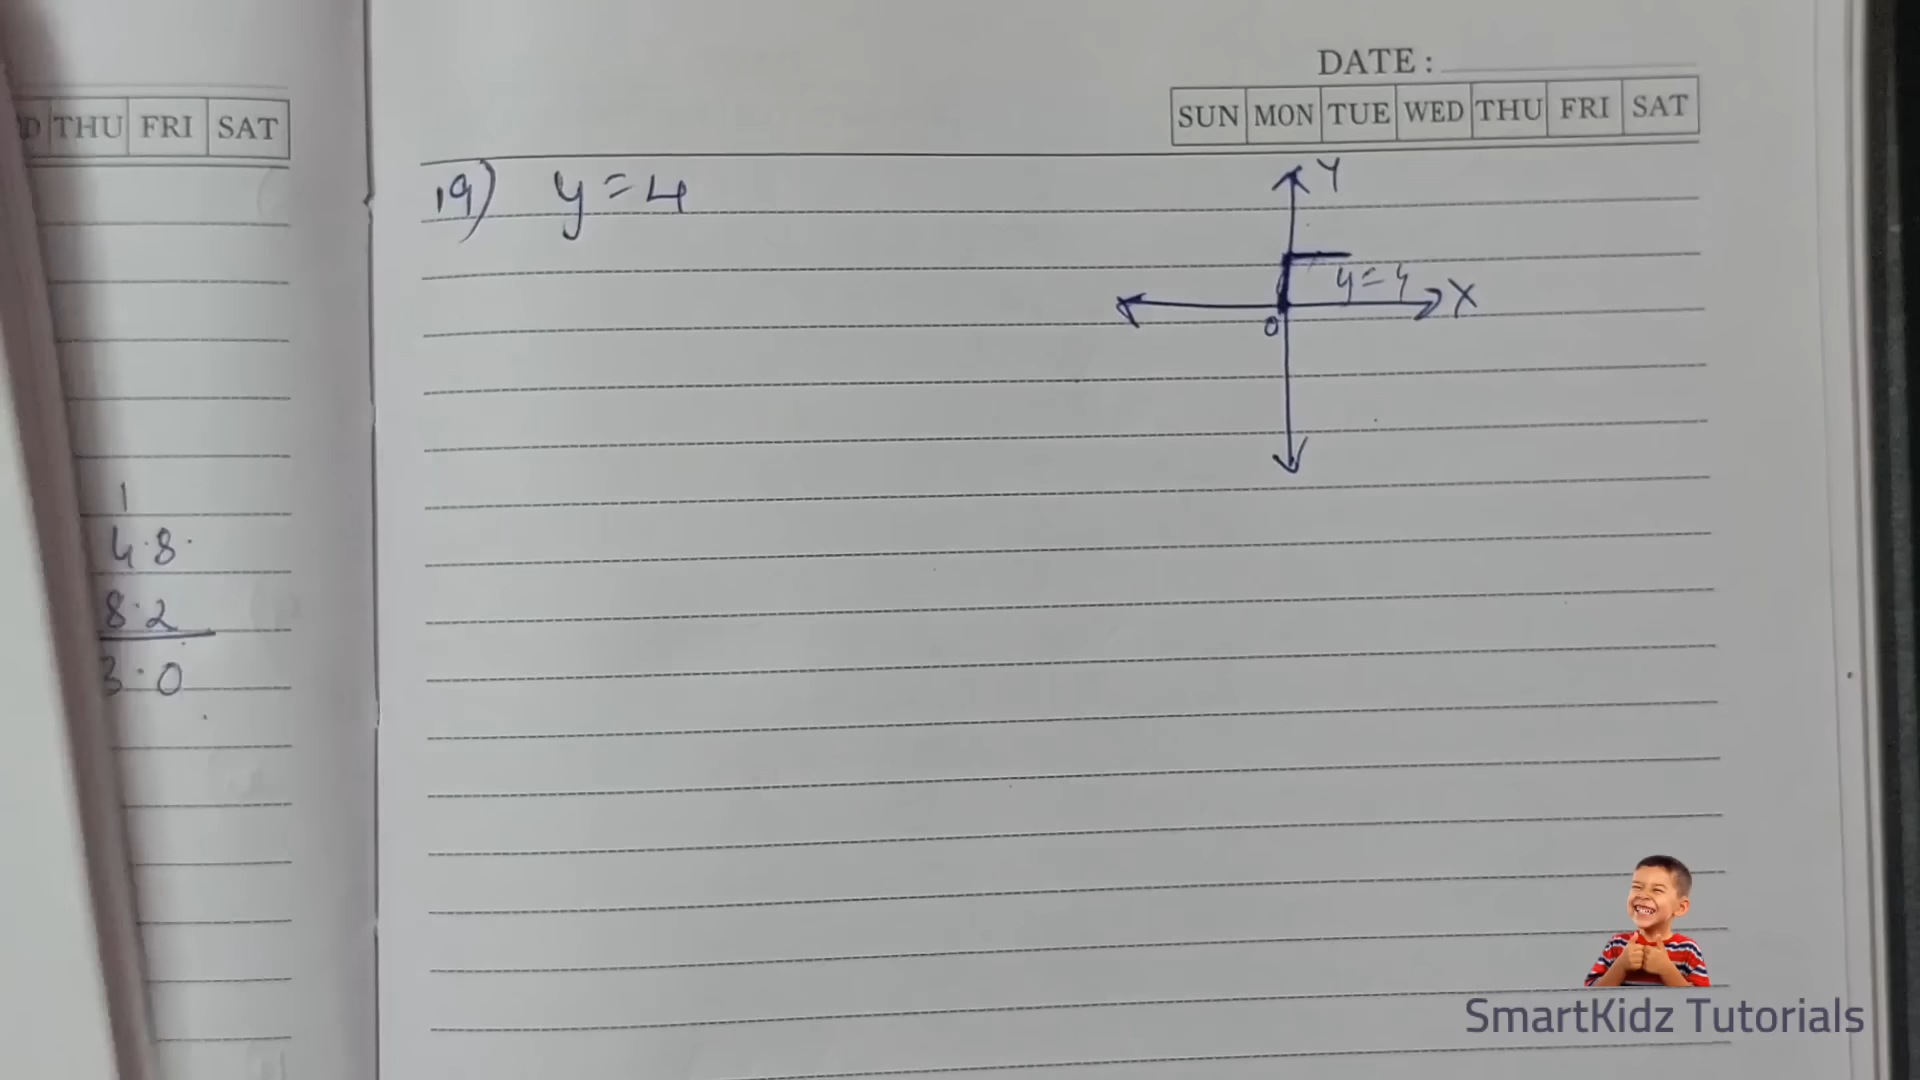 THU FRI SAT
1
4.8.
8.2
3.0
DATE :
SUN MON TUE WED THU FRI SAT
19) y=4
Y
y=4
X
0
SmartKidz Tutorials